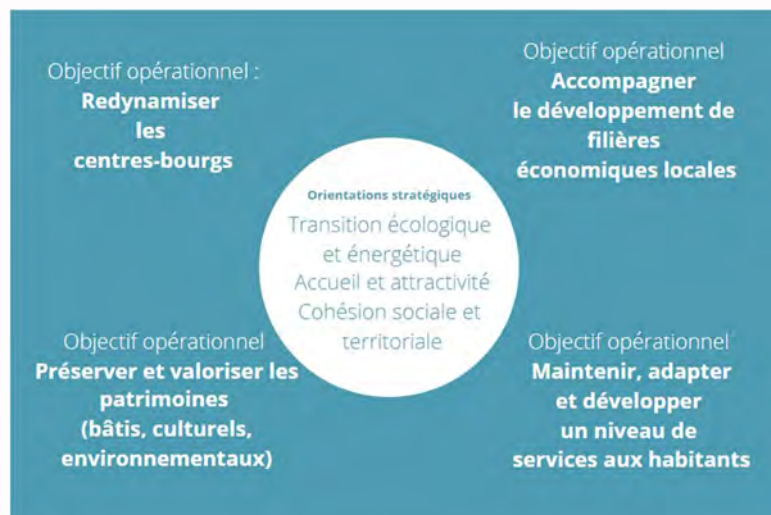 Objectif opérationnel :
Redynamiser
les
centres-bourgs
Objectif opérationnel
Accompagner
le développement de
filières
économiques locales
Orientations stratégiques
Transition écologique
et énergétique
Accueil et attractivité
Cohésion sociale et
territoriale
Objectif opérationnel
Préserver et valoriser les
patrimoines
(bâtis, culturels,
environnementaux)
Objectif opérationnel
Maintenir, adapter
et développer
un niveau de
services aux habitants